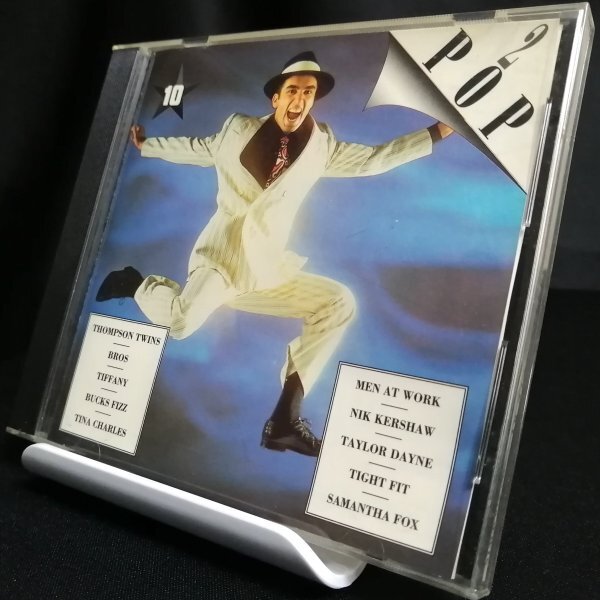 10
2
POP
THOMPSON TWINS
BROS
TIFFANY
BUCKS FIZZ
TINA CHARLES
MEN AT WORK
NIK KERSHAW
TAYLOR DAYNE
TIGHT FIT
SAMANTHA FOX